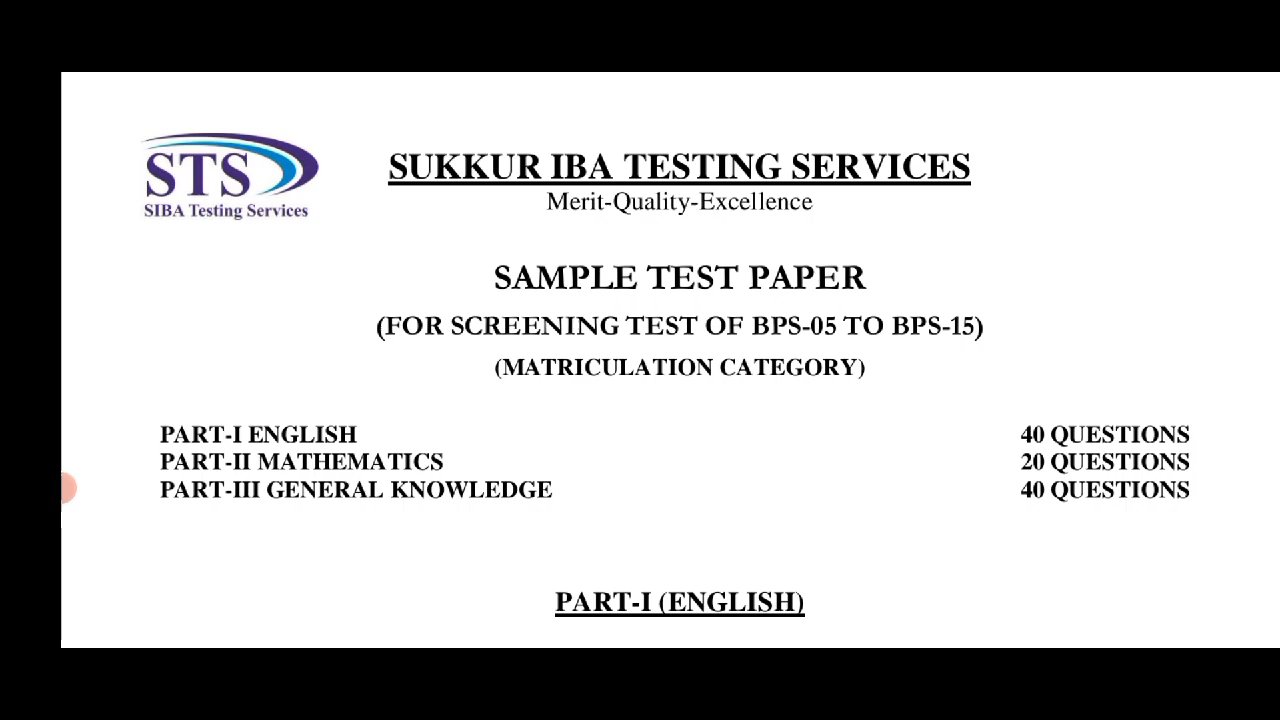 STS
SIBA Testing Services
SUKKUR IBA TESTING SERVICES
Merit-Quality-Excellence
SAMPLE TEST PAPER
(FOR SCREENING TEST OF BPS-05 TO BPS-15)
(MATRICULATION CATEGORY)
PART-I ENGLISH 40 QUESTIONS
PART-II MATHEMATICS 20 QUESTIONS
PART-III GENERAL KNOWLEDGE 40 QUESTIONS
PART-I (ENGLISH)